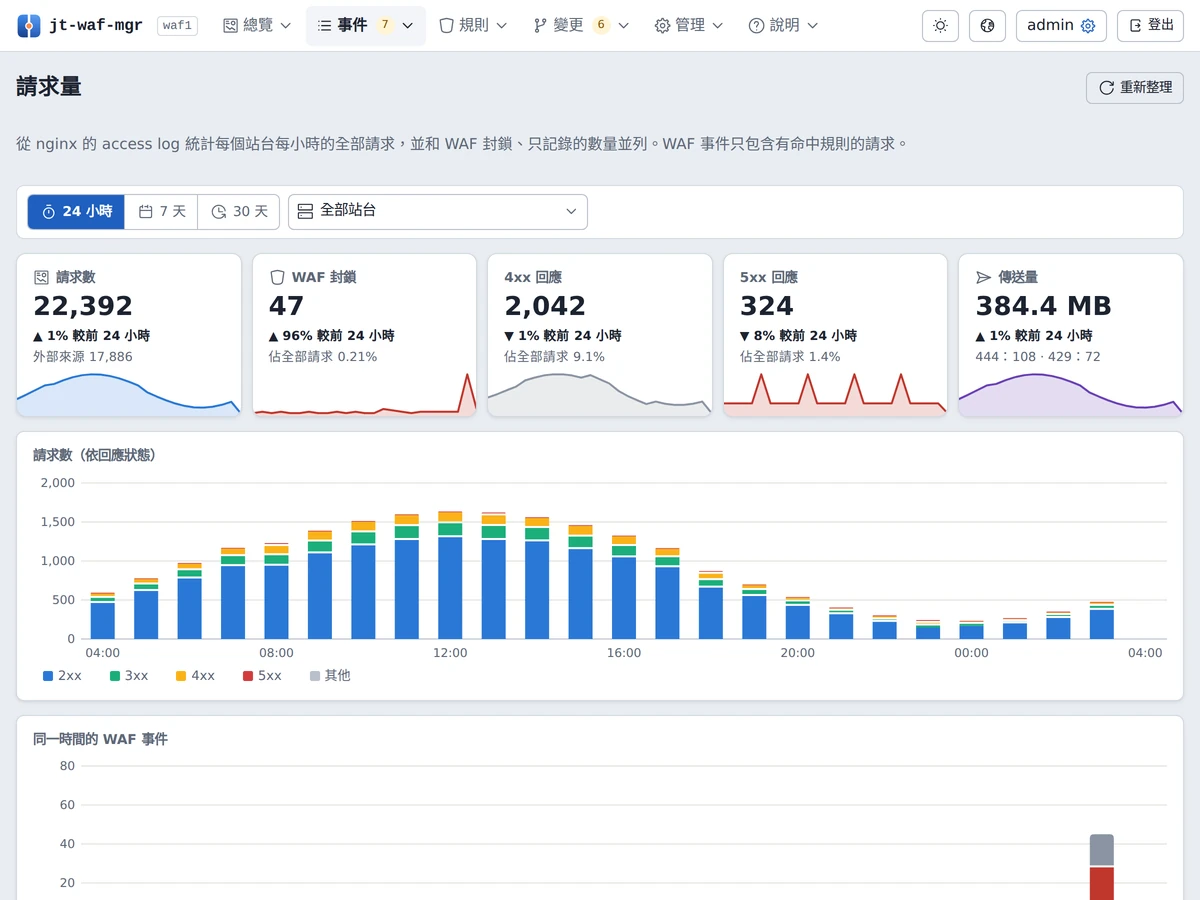 jt-waf-mgr waf1 總覽 事件 7 規則 變更 6 管理 說明 admin 登出
請求量
重新整理
從 nginx 的 access log 統計每個站台每小時的全部請求，並和 WAF 封鎖、只記錄的數量並列。WAF 事件只包含有命中規則的請求。
24 小時 7 天 30 天 全部站台
請求數
22,392
▲ 1% 較前 24 小時
外部來源 17,886
WAF 封鎖
47
▲ 96% 較前 24 小時
佔全部請求 0.21%
4xx 回應
2,042
▼ 1% 較前 24 小時
佔全部請求 9.1%
5xx 回應
324
▼ 8% 較前 24 小時
佔全部請求 1.4%
傳送量
384.4 MB
▲ 1% 較前 24 小時
444：108 · 429：72
請求數（依回應狀態）
2,000
1,500
1,000
500
0
04:00 08:00 12:00 16:00 20:00 00:00 04:00
2xx 3xx 4xx 5xx 其他
同一時間的 WAF 事件
80
60
40
20